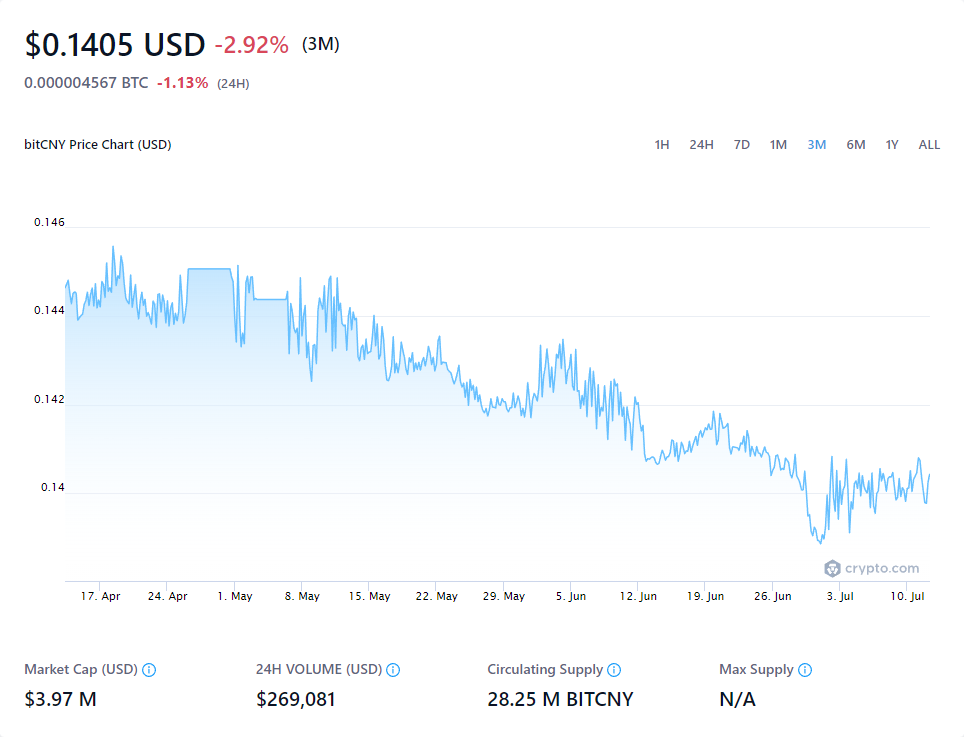 $0.1405 USD -2.92% (3M)
0.000004567 BTC -1.13% (24H)
bitCNY Price Chart (USD) 1H 24H 7D 1M 3M 6M 1Y ALL
0.146
0.144
0.142
0.14
crypto.com
17. Apr 24. Apr 1. May 8. May 15. May 22. May 29. May 5. Jun 12. Jun 19. Jun 26. Jun 3. Jul 10. Jul
Market Cap (USD) 24H VOLUME (USD) Circulating Supply Max Supply
$3.97 M $269,081 28.25 M BITCNY N/A